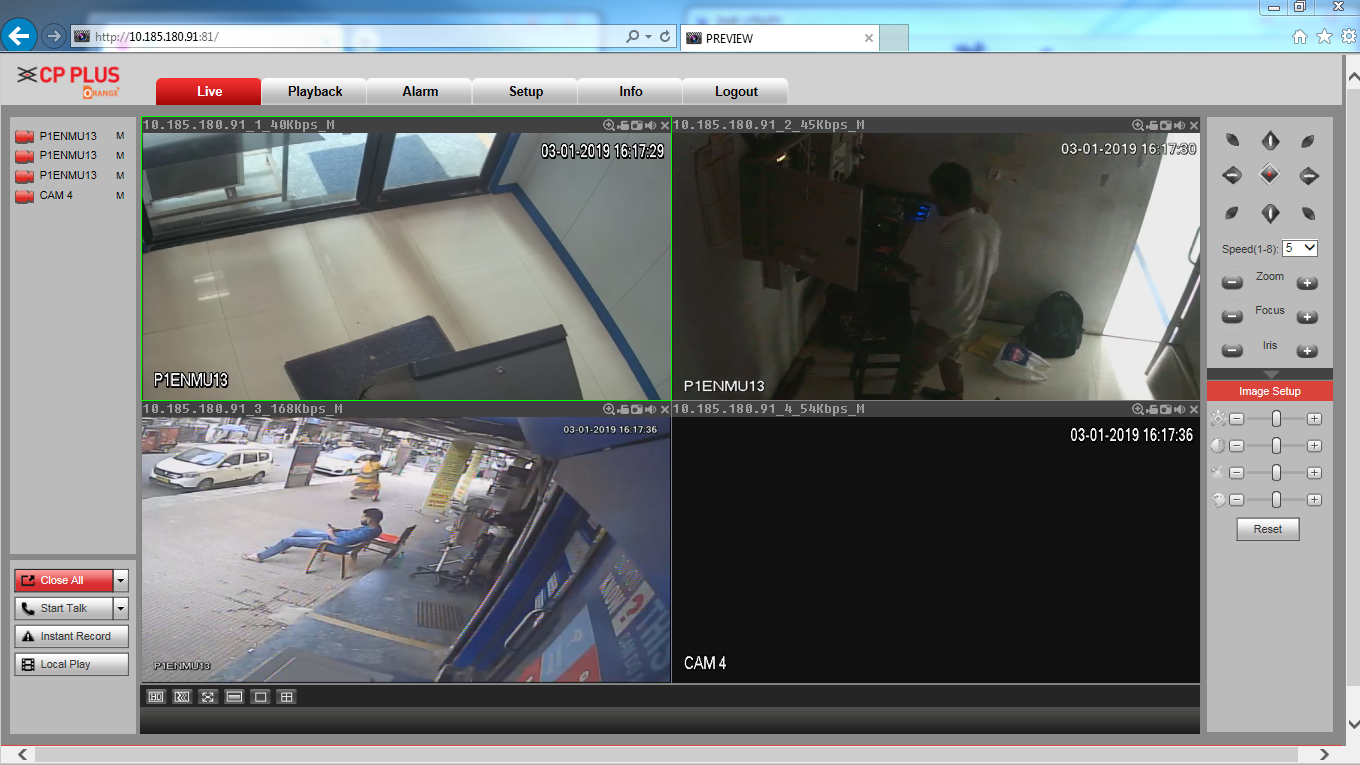 http://10.185.180.91:81/
PREVIEW
CP PLUS
ORANGE
Live
Playback
Alarm
Setup
Info
Logout
P1ENMU13 M
P1ENMU13 M
P1ENMU13 M
CAM 4 M
10.185.180.91_1_40Kbps_M
03-01-2019 16:17:29
P1ENMU13
10.185.180.91_2_45Kbps_M
03-01-2019 16:17:30
P1ENMU13
10.185.180.91_3_168Kbps_M
03-01-2019 16:17:36
P1ENMU13
10.185.180.91_4_54Kbps_M
03-01-2019 16:17:36
CAM 4
Speed(1-8): 5
Zoom
Focus
Iris
Image Setup
Reset
Close All
Start Talk
Instant Record
Local Play